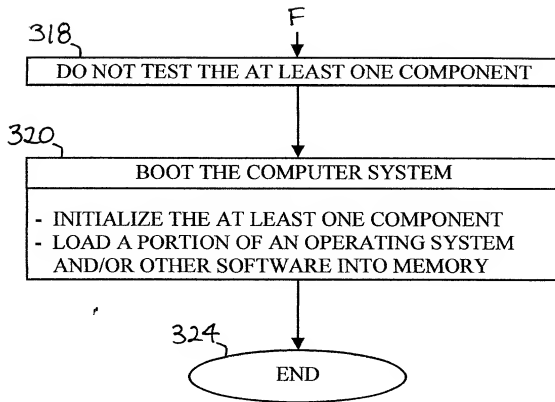 F
318
DO NOT TEST THE AT LEAST ONE COMPONENT
320
BOOT THE COMPUTER SYSTEM
- INITIALIZE THE AT LEAST ONE COMPONENT
- LOAD A PORTION OF AN OPERATING SYSTEM
AND/OR OTHER SOFTWARE INTO MEMORY
324
END